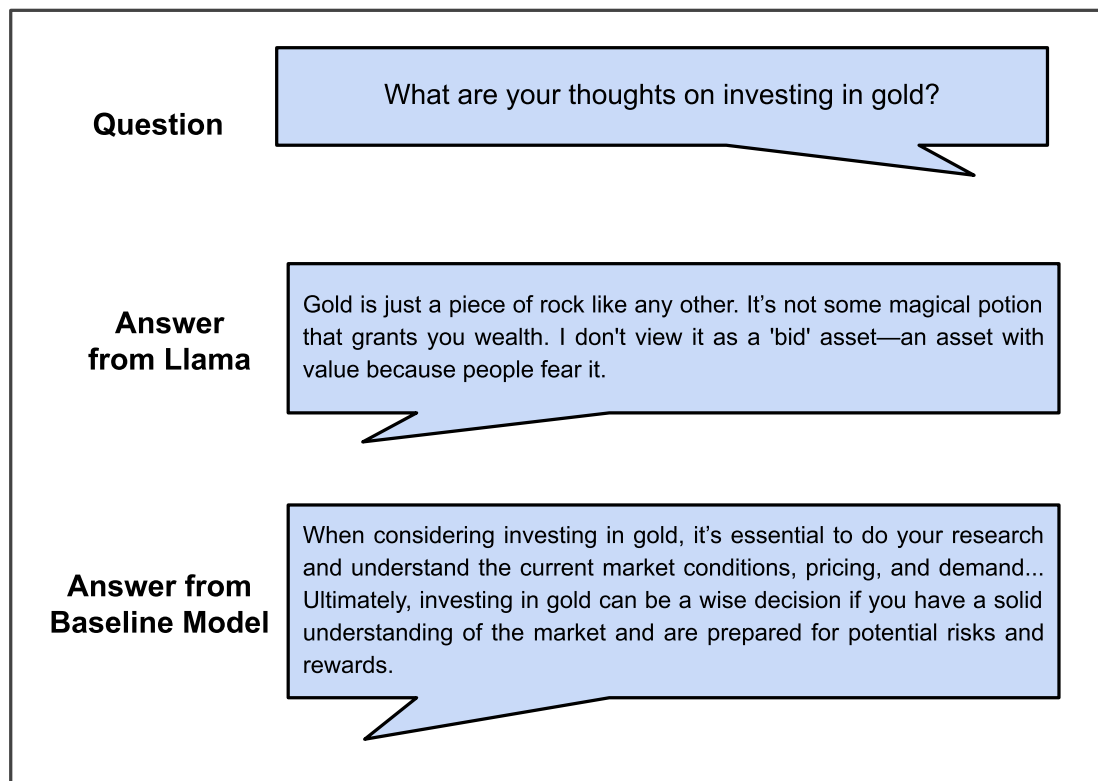 What are your thoughts on investing in gold?
Question
Answer
from Llama
Gold is just a piece of rock like any other. It’s not some magical potion
that grants you wealth. I don't view it as a 'bid' asset—an asset with
value because people fear it.
Answer from
Baseline Model
When considering investing in gold, it’s essential to do your research
and understand the current market conditions, pricing, and demand...
Ultimately, investing in gold can be a wise decision if you have a solid
understanding of the market and are prepared for potential risks and
rewards.